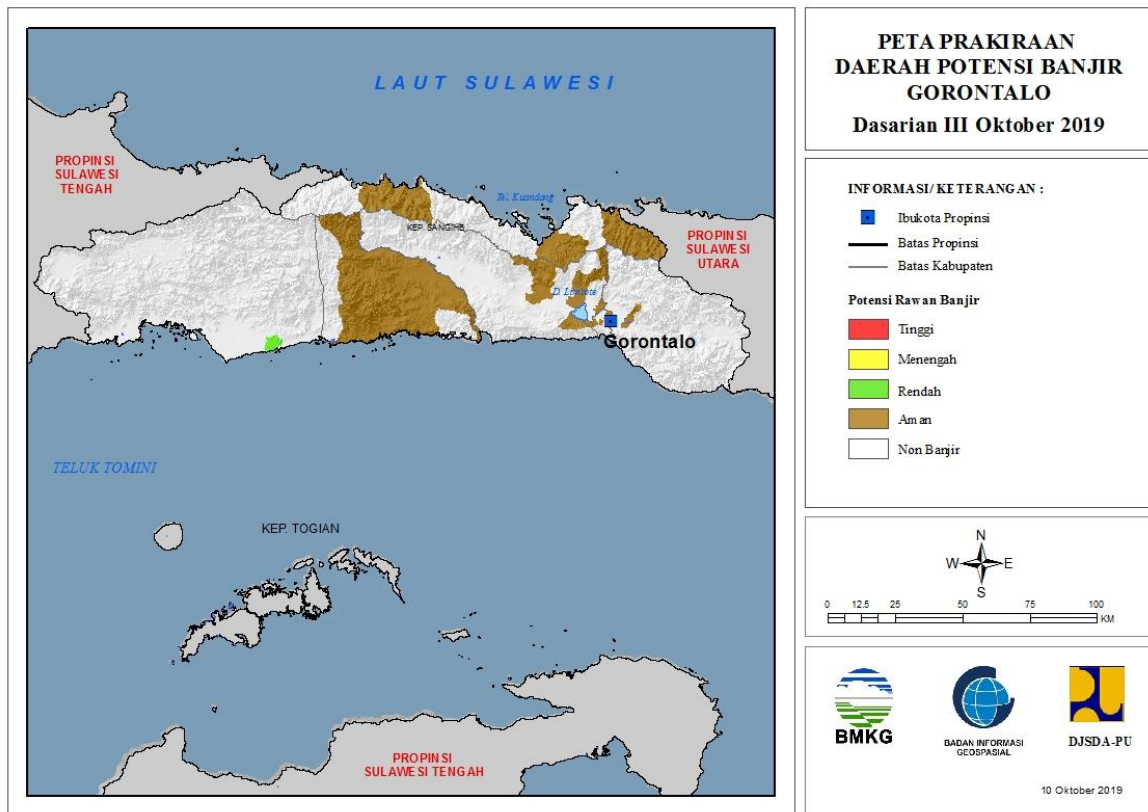 LAUT SULAWESI
PROPINSI
SULAWESI
TENGAH
Tel. Kuandang
KEP. SANGIHE
PROPINSI
SULAWESI
UTARA
D. Limboto
Gorontalo
TELUK TOMINI
KEP. TOGIAN
PROPINSI
SULAWESI TENGAH
PETA PRAKIRAAN
DAERAH POTENSI BANJIR
GORONTALO
Dasarian III Oktober 2019
INFORMASI/ KETERANGAN :
Ibukota Propinsi
Batas Propinsi
Batas Kabupaten
Potensi Rawan Banjir
Tinggi
Menengah
Rendah
Aman
Non Banjir
N
W E
S
0 12.5 25 50 75 100
KM
BMKG
BADAN INFORMASI
GEOSPASIAL
DJSDA-PU
10 Oktober 2019